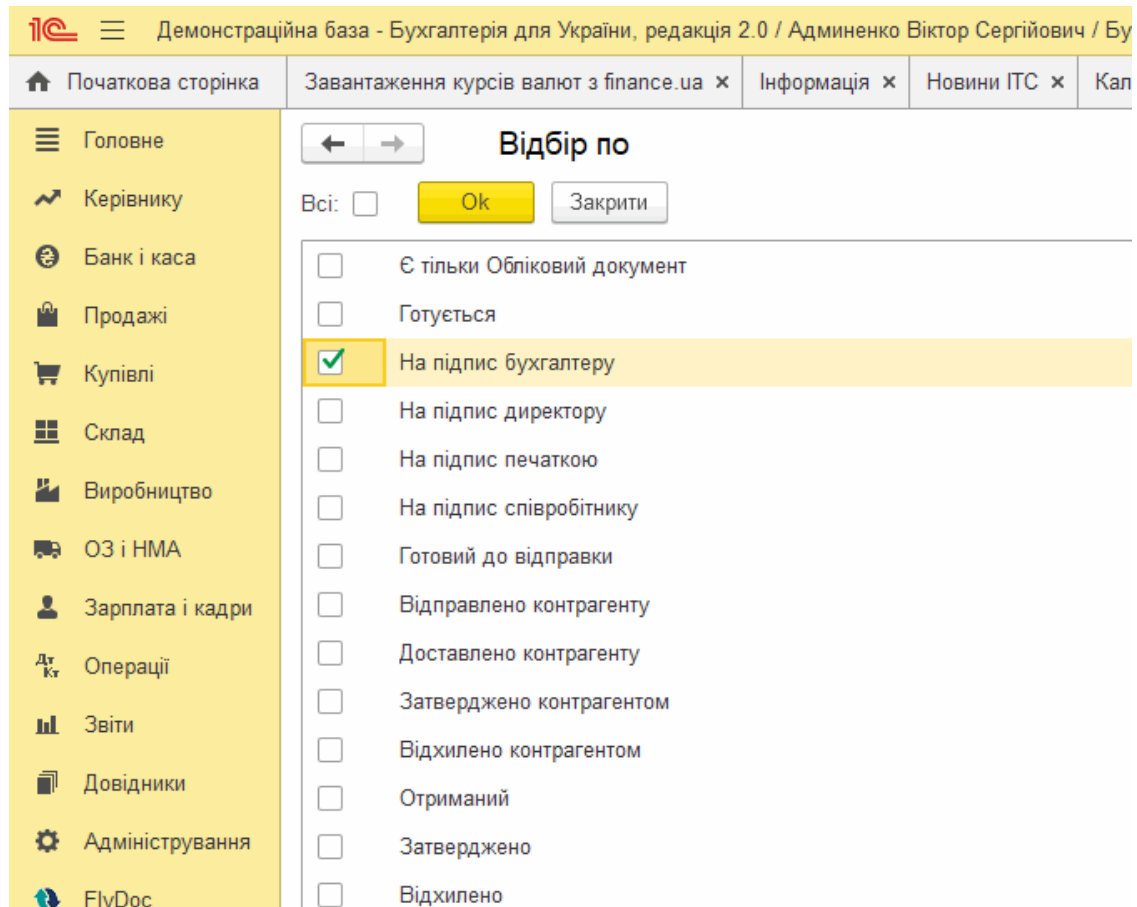 1С Демонстраційна база - Бухгалтерія для України, редакція 2.0 / Админенко Віктор Сергійович / Бу
Початкова сторінка Завантаження курсів валют з finance.ua × Інформація × Новини ІТС × Кал
Головне
Керівнику
Банк і каса
Продажі
Купівлі
Склад
Виробництво
ОЗ і НМА
Зарплата і кадри
Дт Кт Операції
Звіти
Довідники
Адміністрування
FlyDoc
Відбір по
Всі: Ok Закрити
Є тільки Обліковий документ
Готується
На підпис бухгалтеру
На підпис директору
На підпис печаткою
На підпис співробітнику
Готовий до відправки
Відправлено контрагенту
Доставлено контрагенту
Затверджено контрагентом
Відхилено контрагентом
Отриманий
Затверджено
Відхилено